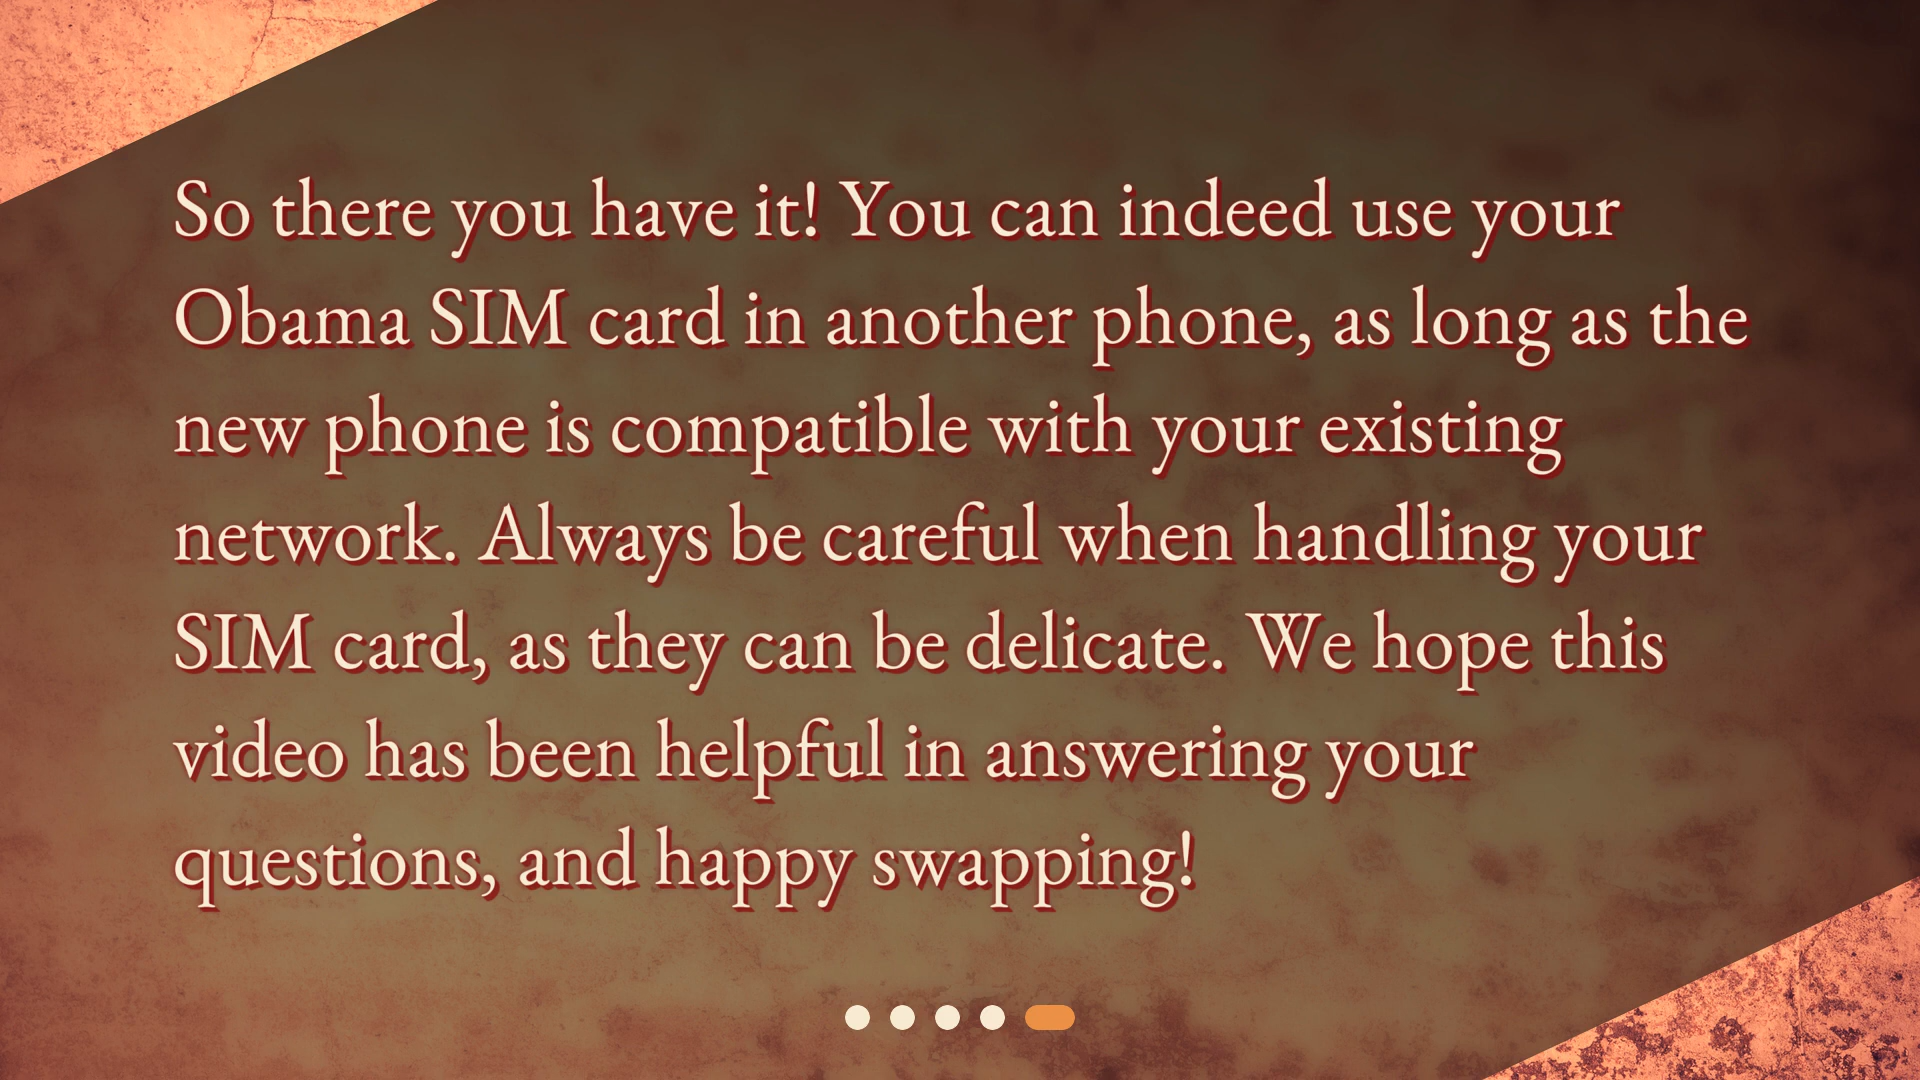 So there you have it! You can indeed use your
Obama SIM card in another phone, as long as the
new phone is compatible with your existing
network. Always be careful when handling your
SIM card, as they can be delicate. We hope this
video has been helpful in answering your
questions, and happy swapping!